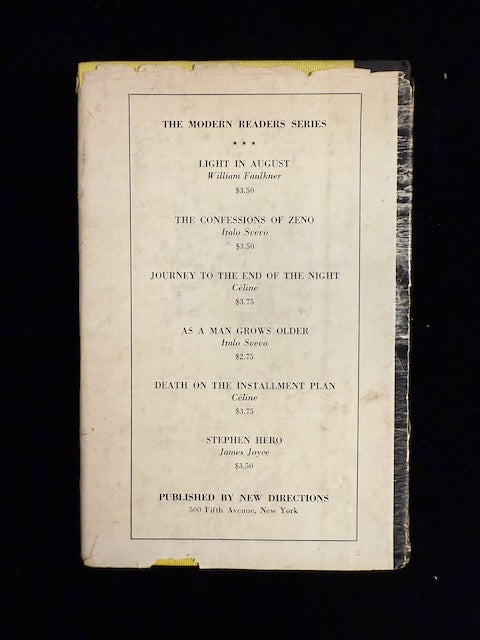 THE MODERN READERS SERIES
★ ★ ★
LIGHT IN AUGUST
William Faulkner
$3.50
THE CONFESSIONS OF ZENO
Italo Svevo
$3.50
JOURNEY TO THE END OF THE NIGHT
Céline
$3.75
AS A MAN GROWS OLDER
Italo Svevo
$2.75
DEATH ON THE INSTALLMENT PLAN
Céline
$3.75
STEPHEN HERO
James Joyce
$3.50
PUBLISHED BY NEW DIRECTIONS
500 Fifth Avenue, New York